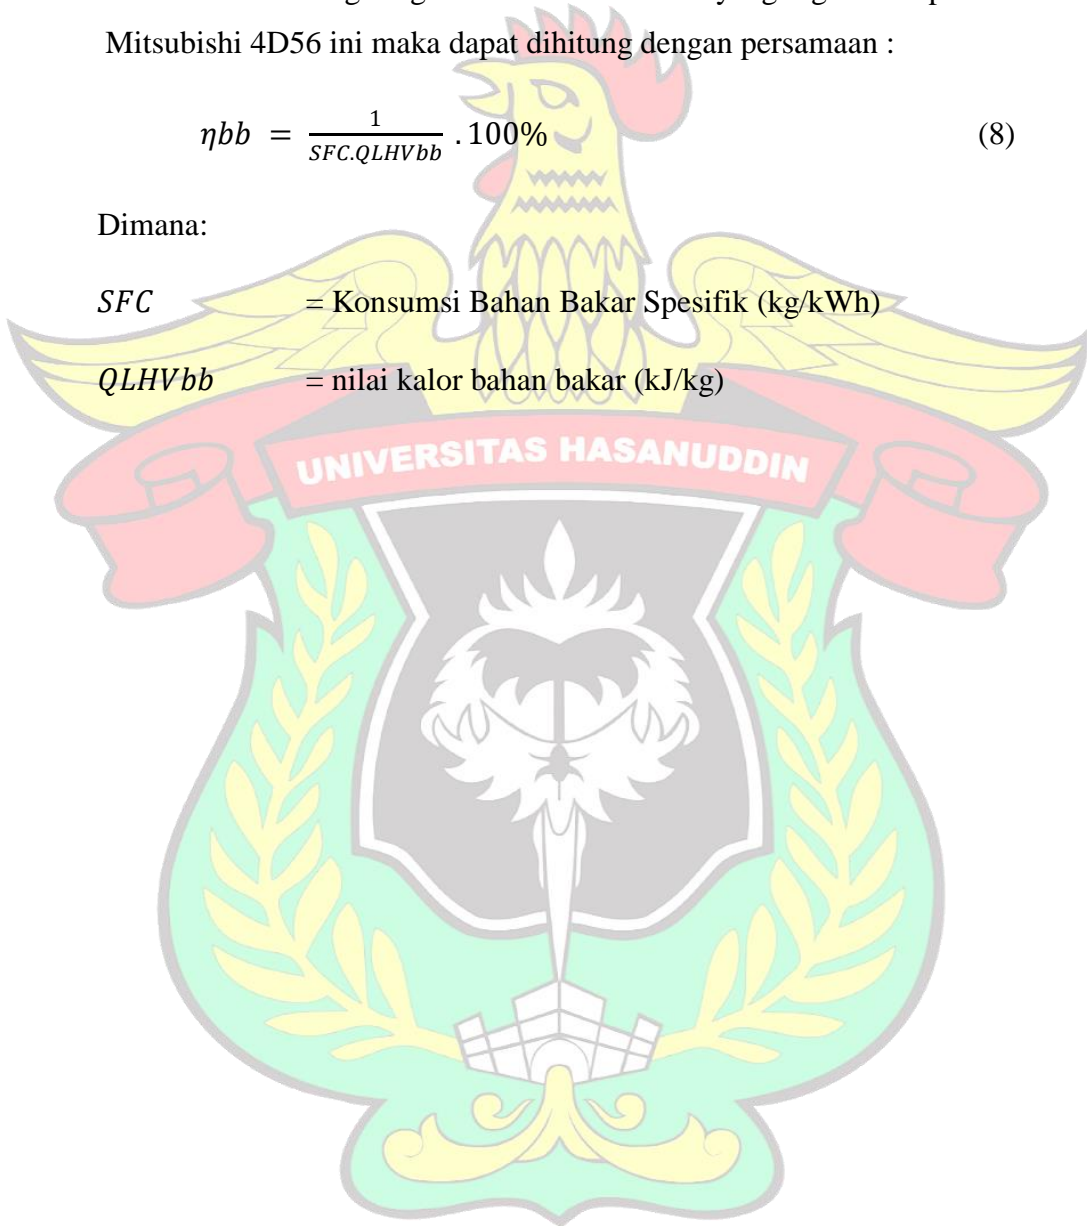 Mitsubishi 4D56 ini maka dapat dihitung dengan persamaan :
ηbb = 1/SFC.QLHVbb . 100% (8)
Dimana:
SFC = Konsumsi Bahan Bakar Spesifik (kg/kWh)
QLHVbb = nilai kalor bahan bakar (kJ/kg)
UNIVERSITAS HASANUDDIN